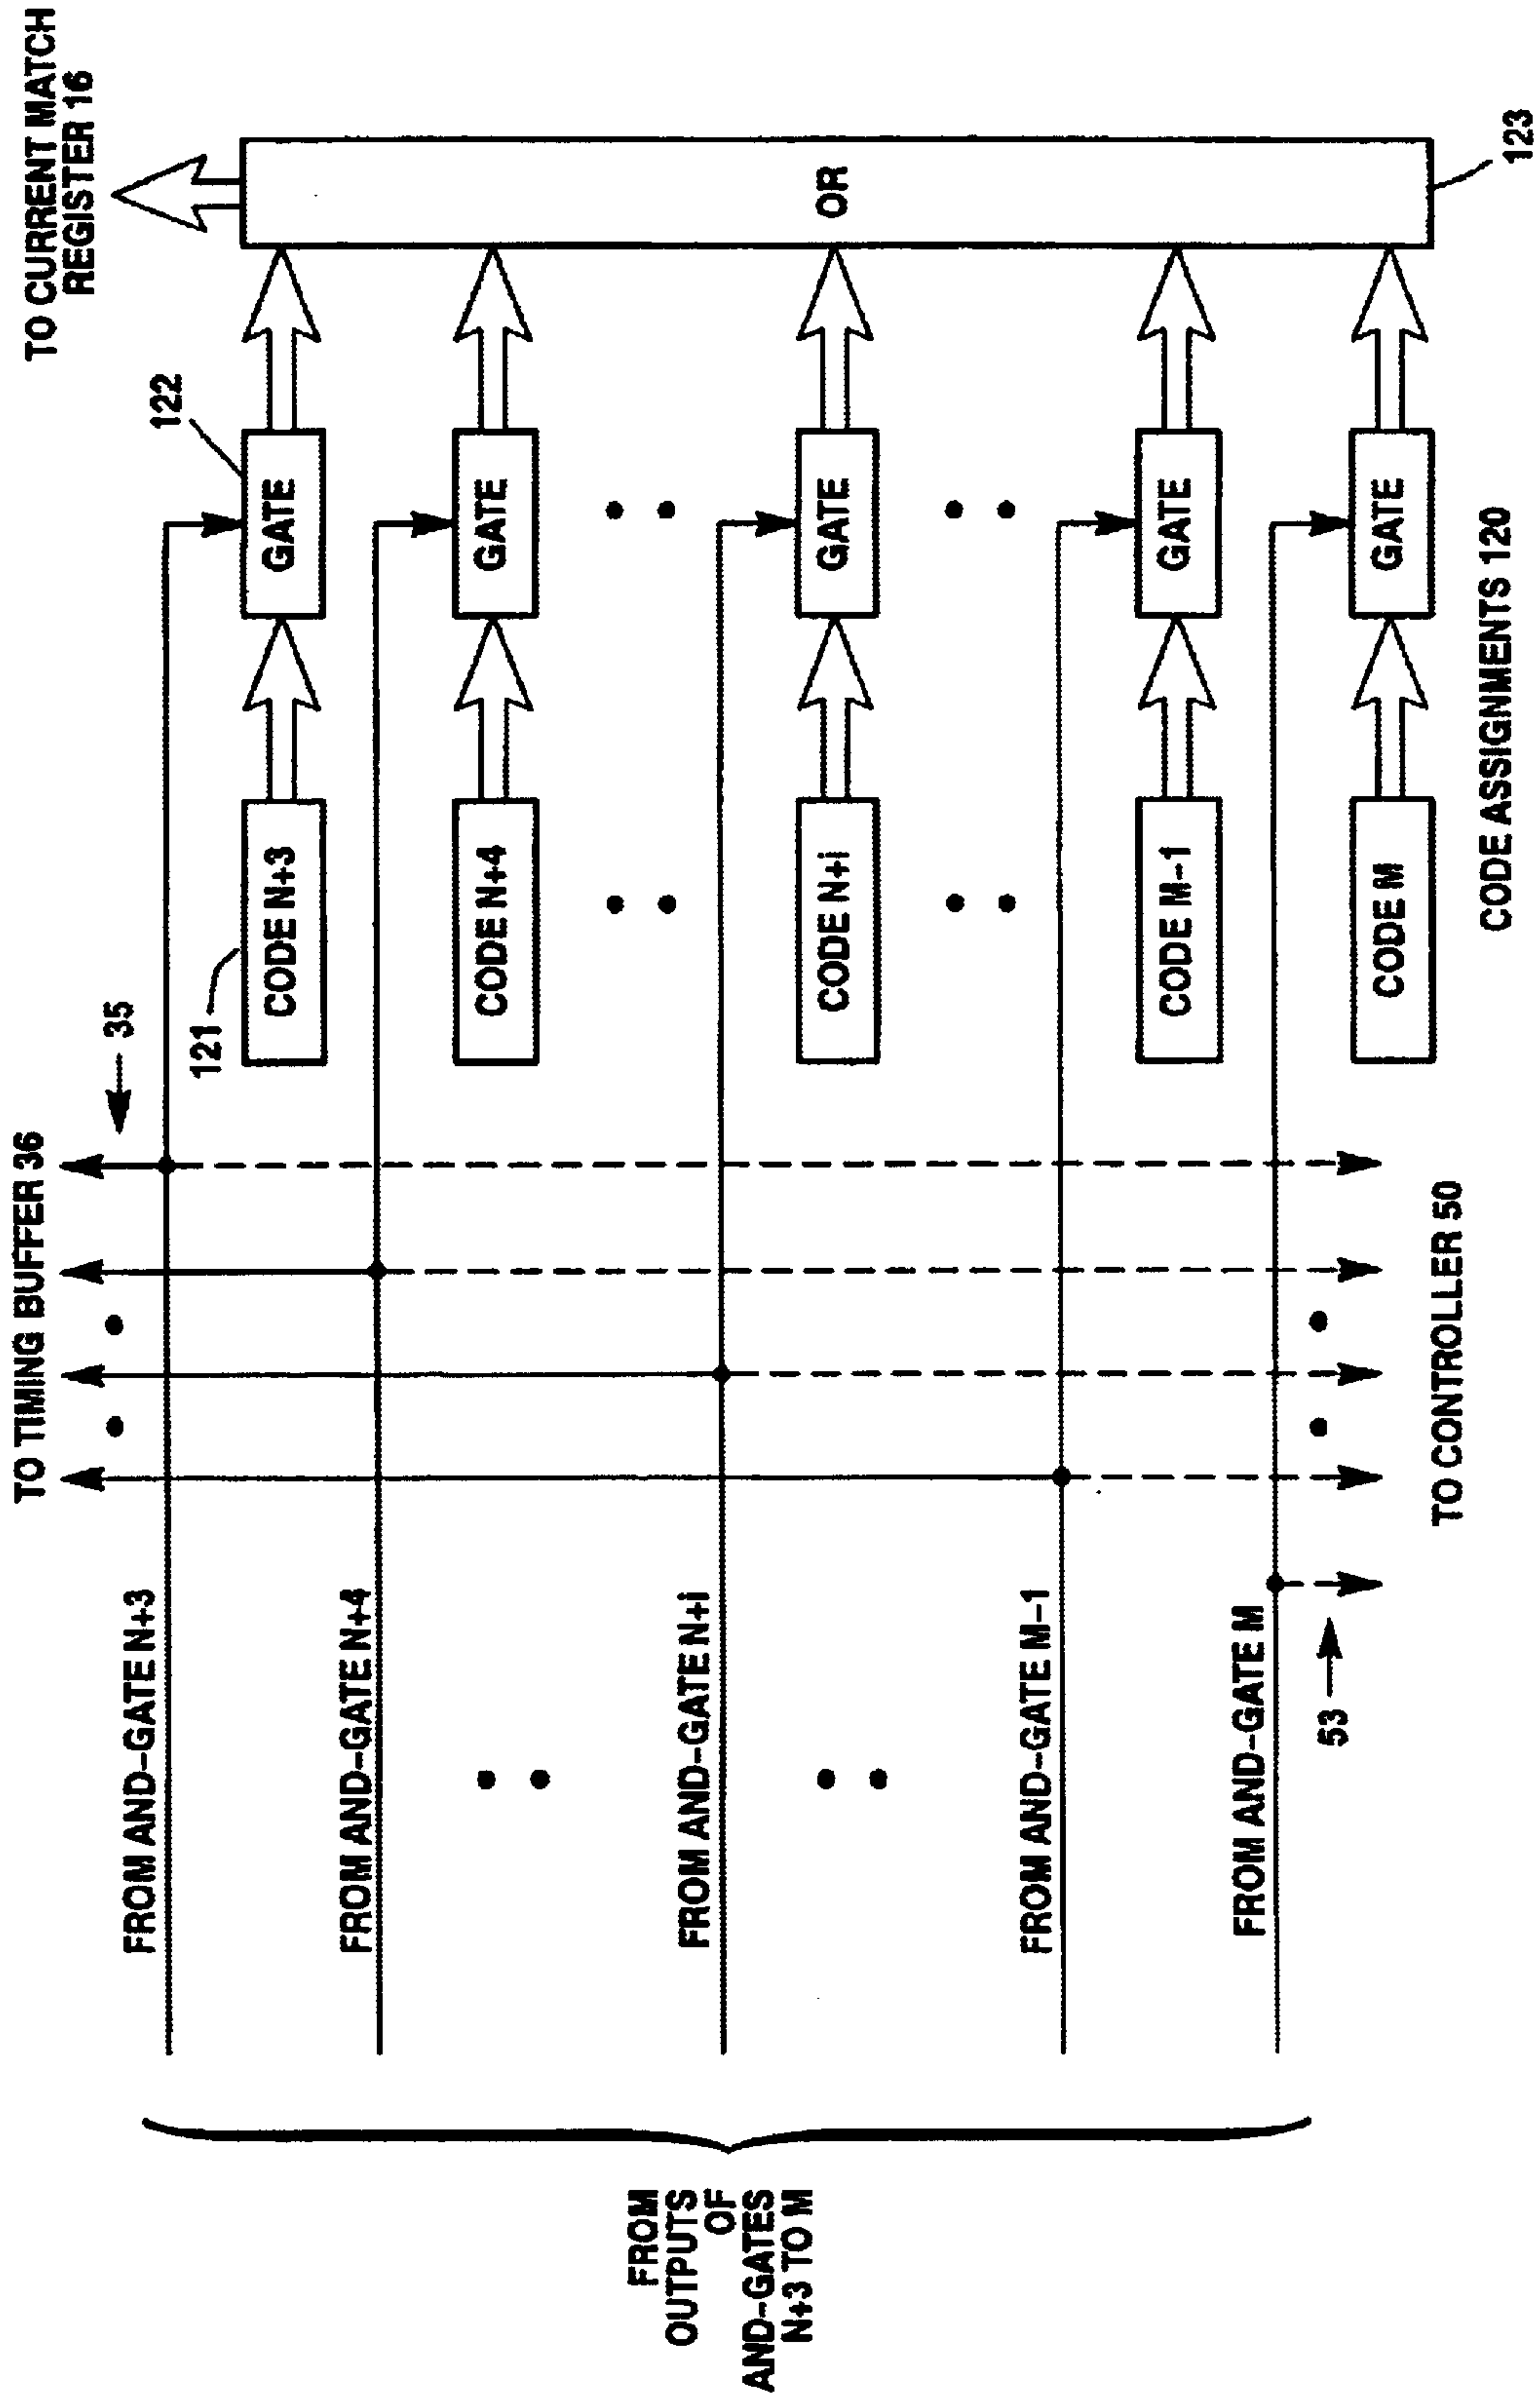 TO TIMING BUFFER 36
35
TO CURRENT MATCH
REGISTER 16
FROM AND-GATE N+3
121
CODE N+3
122
GATE
FROM AND-GATE N+4
CODE N+4
GATE
FROM
OUTPUTS
OF
AND-GATES
N+3 TO M
FROM AND-GATE N+i
CODE N+i
GATE
OR
FROM AND-GATE M-1
CODE M-1
GATE
FROM AND-GATE M
CODE M
GATE
53
123
TO CONTROLLER 50
CODE ASSIGNMENTS 120